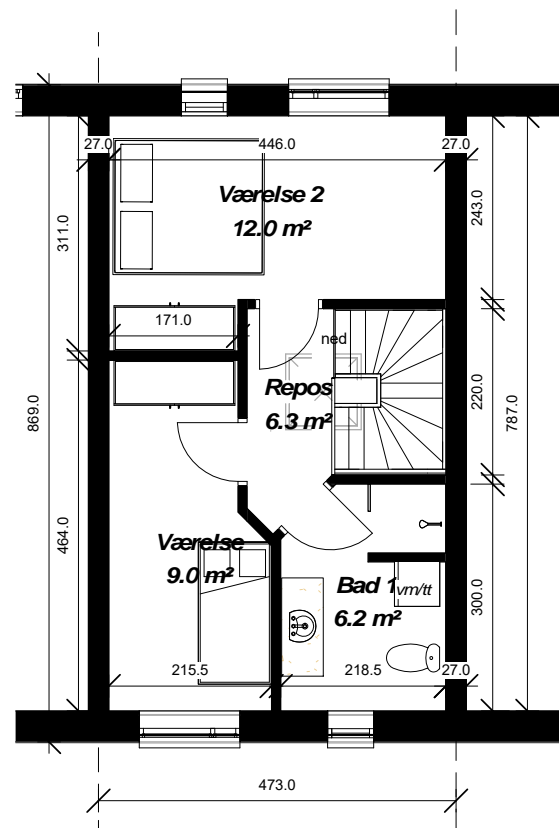 27.0
446.0
27.0
Værelse 2
12.0 m²
243.0
311.0
171.0
ned
Repos
6.3 m²
220.0
787.0
869.0
464.0
Værelse
9.0 m²
Bad 1
vm/tt
6.2 m²
300.0
215.5
218.5
27.0
473.0